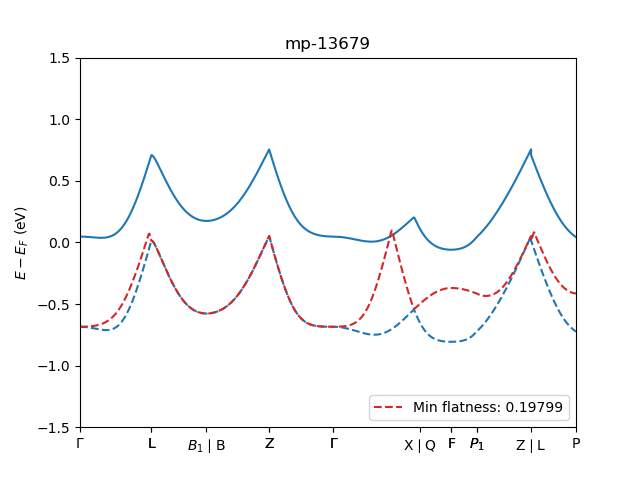 mp-13679
1.5
1.0
0.5
0.0
−0.5
−1.0
−1.5
E − E_F (eV)
Min flatness: 0.19799
Γ L B₁ | B Z Γ X | Q F P₁ Z | L P